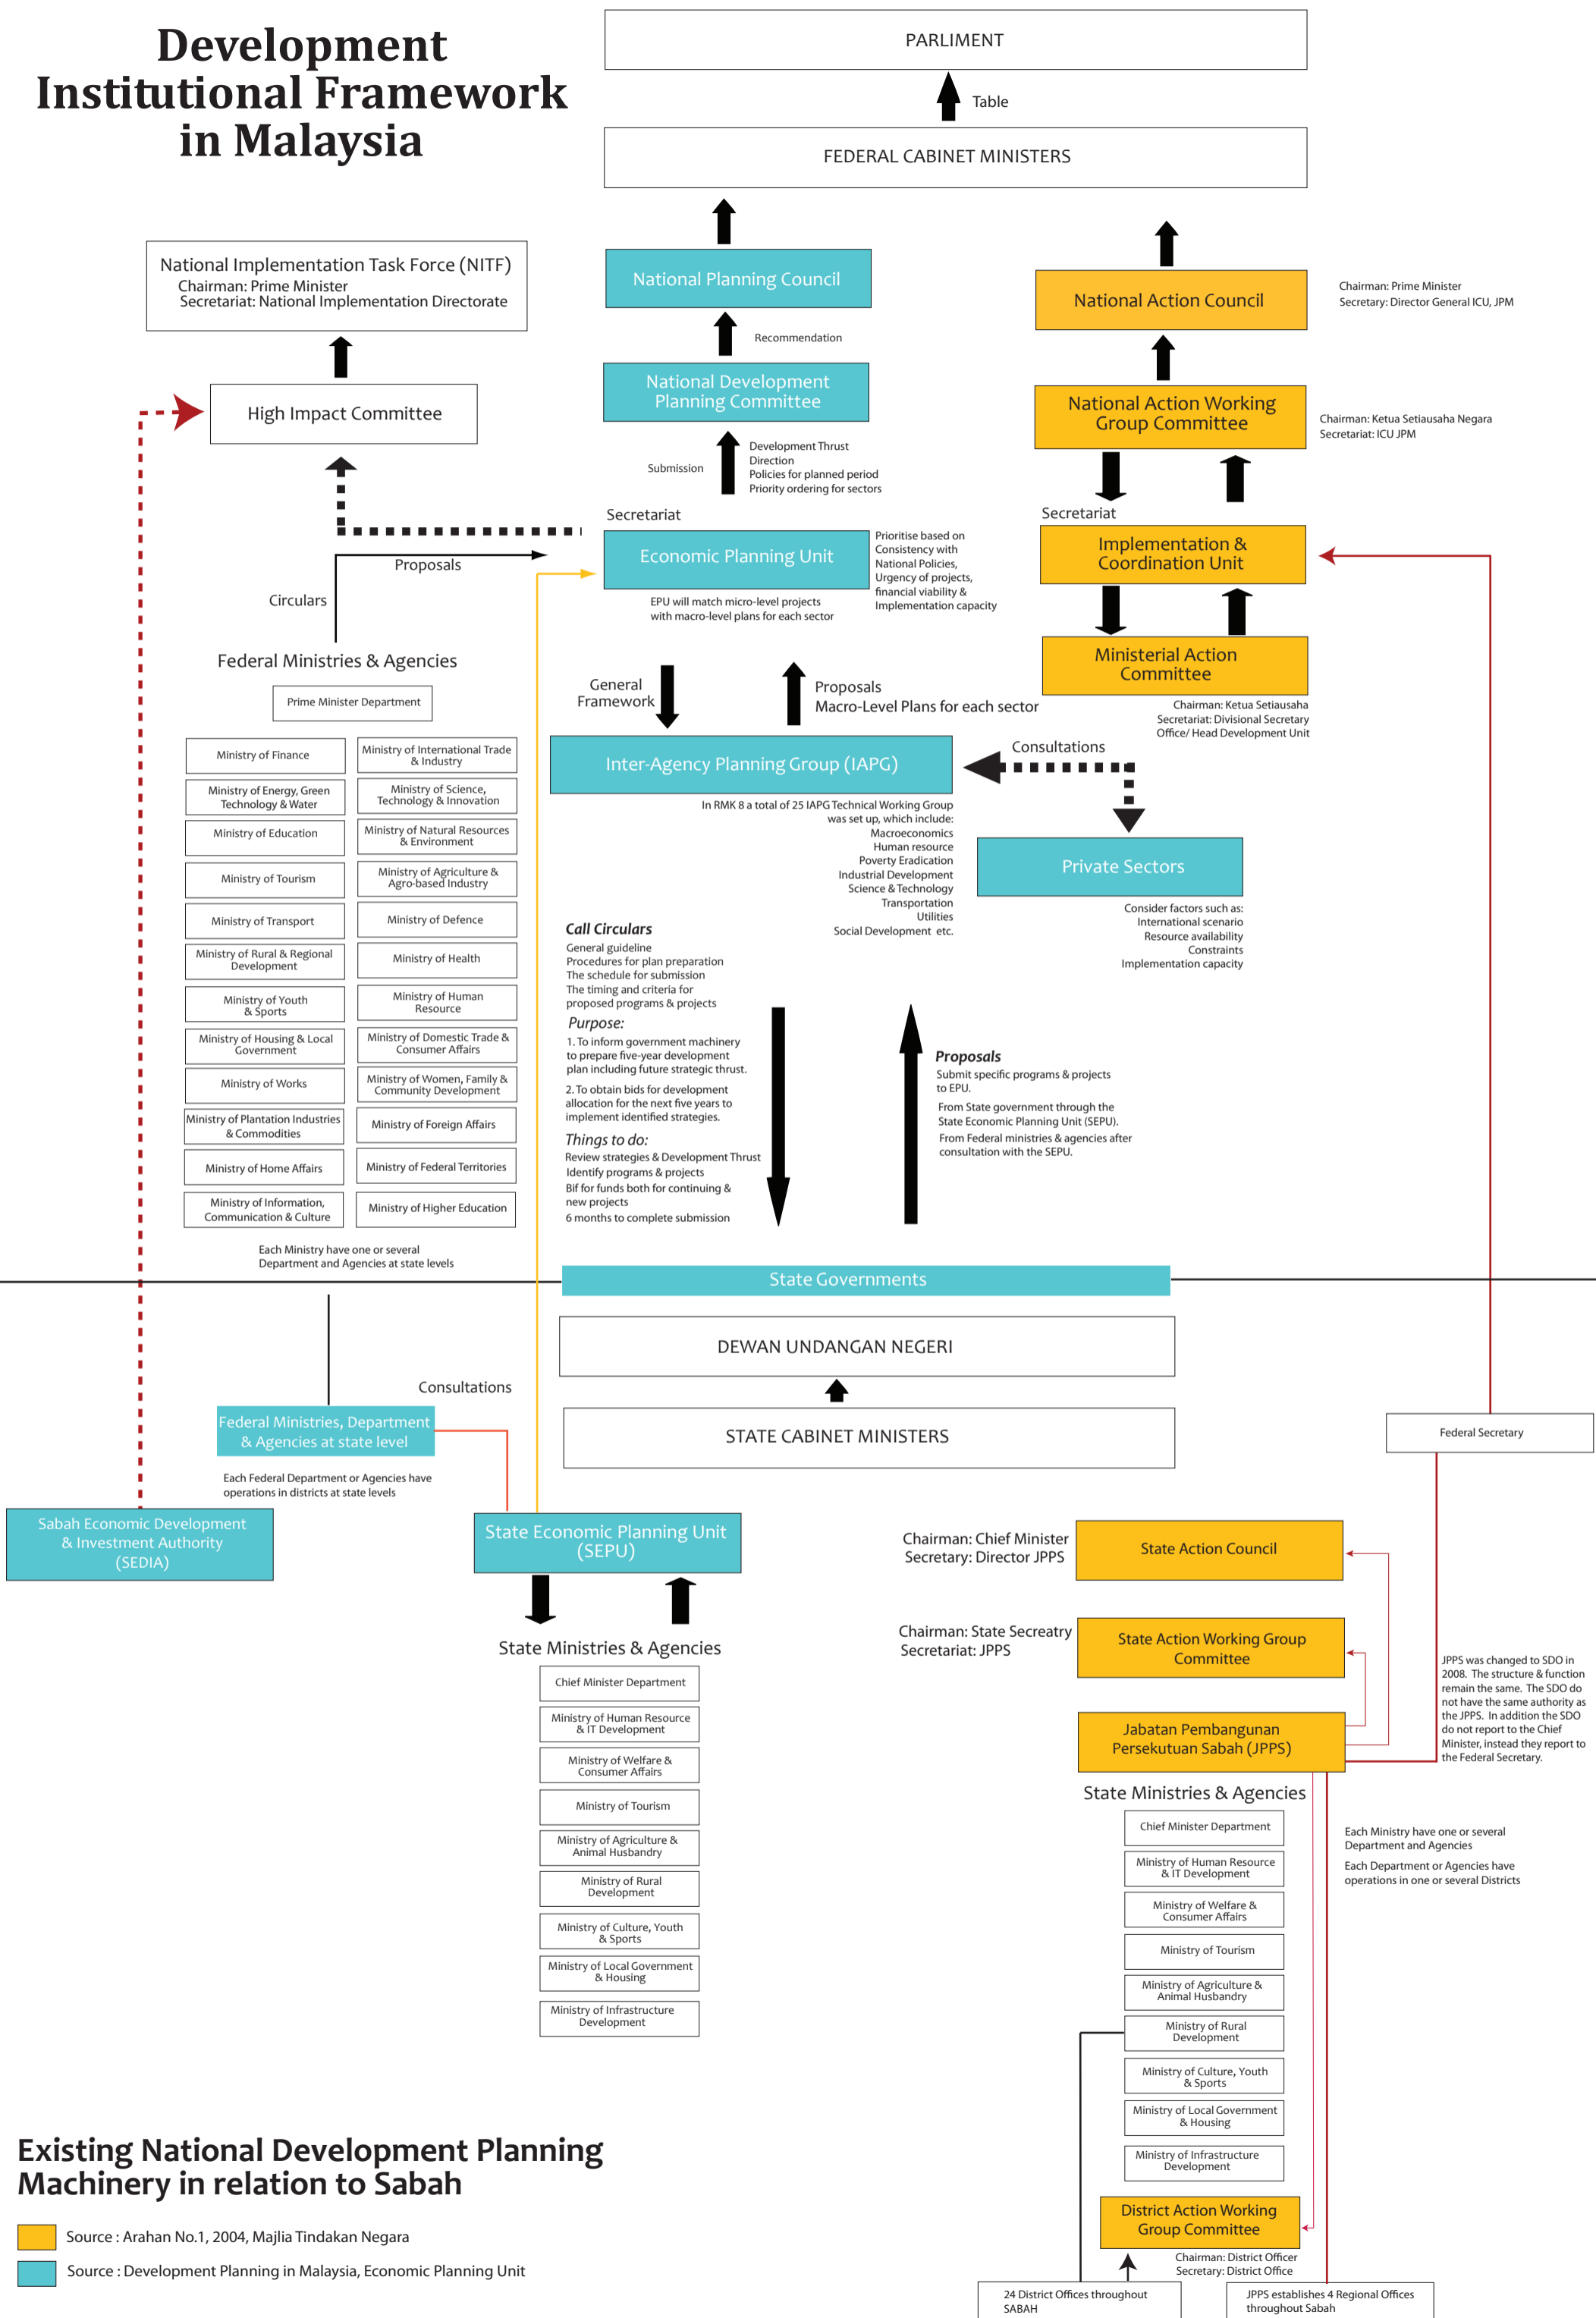 Development
Institutional Framework
in Malaysia
PARLIMENT
Table
FEDERAL CABINET MINISTERS
National Implementation Task Force (NITF)
Chairman: Prime Minister
Secretariat: National Implementation Directorate
National Planning Council
National Action Council
Chairman: Prime Minister
Secretary: Director General ICU, JPM
Recommendation
High Impact Committee
National Development
Planning Committee
National Action Working
Group Committee
Chairman: Ketua Setiausaha Negara
Secretariat: ICU JPM
Submission
Development Thrust
Direction
Policies for planned period
Priority ordering for sectors
Secretariat
Economic Planning Unit
Prioritise based on
Consistency with
National Policies,
Urgency of projects,
financial viability &
Implementation capacity
EPU will match micro-level projects
with macro-level plans for each sector
Secretariat
Implementation &
Coordination Unit
Proposals
Circulars
Federal Ministries & Agencies
Prime Minister Department
General
Framework
Proposals
Macro-Level Plans for each sector
Ministerial Action
Committee
Chairman: Ketua Setiausaha
Secretariat: Divisional Secretary
Office/ Head Development Unit
Ministry of Finance
Ministry of International Trade
& Industry
Ministry of Energy, Green
Technology & Water
Ministry of Science,
Technology & Innovation
Ministry of Education
Ministry of Natural Resources
& Environment
Ministry of Tourism
Ministry of Agriculture &
Agro-based Industry
Ministry of Transport
Ministry of Defence
Ministry of Rural & Regional
Development
Ministry of Health
Ministry of Youth
& Sports
Ministry of Human
Resource
Ministry of Housing & Local
Government
Ministry of Domestic Trade &
Consumer Affairs
Ministry of Works
Ministry of Women, Family &
Community Development
Ministry of Plantation Industries
& Commodities
Ministry of Foreign Affairs
Ministry of Home Affairs
Ministry of Federal Territories
Ministry of Information,
Communication & Culture
Ministry of Higher Education
Each Ministry have one or several
Department and Agencies at state levels
Inter-Agency Planning Group (IAPG)
Consultations
In RMK 8 a total of 25 IAPG Technical Working Group
was set up, which include:
Macroeconomics
Human resource
Poverty Eradication
Industrial Development
Science & Technology
Transportation
Utilities
Social Development etc.
Private Sectors
Consider factors such as:
International scenario
Resource availability
Constraints
Implementation capacity
Call Circulars
General guideline
Procedures for plan preparation
The schedule for submission
The timing and criteria for
proposed programs & projects
Purpose:
1. To inform government machinery
to prepare five-year development
plan including future strategic thrust.
2. To obtain bids for development
allocation for the next five years to
implement identified strategies.
Things to do:
Review strategies & Development Thrust
Identify programs & projects
Bif for funds both for continuing &
new projects
6 months to complete submission
Proposals
Submit specific programs & projects
to EPU.
From State government through the
State Economic Planning Unit (SEPU).
From Federal ministries & agencies after
consultation with the SEPU.
State Governments
DEWAN UNDANGAN NEGERI
STATE CABINET MINISTERS
Consultations
Federal Ministries, Department
& Agencies at state level
Each Federal Department or Agencies have
operations in districts at state levels
Federal Secretary
Sabah Economic Development
& Investment Authority
(SEDIA)
State Economic Planning Unit
(SEPU)
State Ministries & Agencies
Chief Minister Department
Ministry of Human Resource
& IT Development
Ministry of Welfare &
Consumer Affairs
Ministry of Tourism
Ministry of Agriculture &
Animal Husbandry
Ministry of Rural
Development
Ministry of Culture, Youth
& Sports
Ministry of Local Government
& Housing
Ministry of Infrastructure
Development
Chairman: Chief Minister
Secretary: Director JPPS
State Action Council
Chairman: State Secreatry
Secretariat: JPPS
State Action Working Group
Committee
Jabatan Pembangunan
Persekutuan Sabah (JPPS)
JPPS was changed to SDO in
2008. The structure & function
remain the same. The SDO do
not have the same authority as
the JPPS. In addition the SDO
do not report to the Chief
Minister, instead they report to
the Federal Secretary.
State Ministries & Agencies
Chief Minister Department
Ministry of Human Resource
& IT Development
Ministry of Welfare &
Consumer Affairs
Ministry of Tourism
Ministry of Agriculture &
Animal Husbandry
Ministry of Rural
Development
Ministry of Culture, Youth
& Sports
Ministry of Local Government
& Housing
Ministry of Infrastructure
Development
Each Ministry have one or several
Department and Agencies
Each Department or Agencies have
operations in one or several Districts
District Action Working
Group Committee
Chairman: District Officer
Secretary: District Office
24 District Offices throughout
SABAH
JPPS establishes 4 Regional Offices
throughout Sabah
Existing National Development Planning
Machinery in relation to Sabah
Source : Arahan No.1, 2004, Majlia Tindakan Negara
Source : Development Planning in Malaysia, Economic Planning Unit